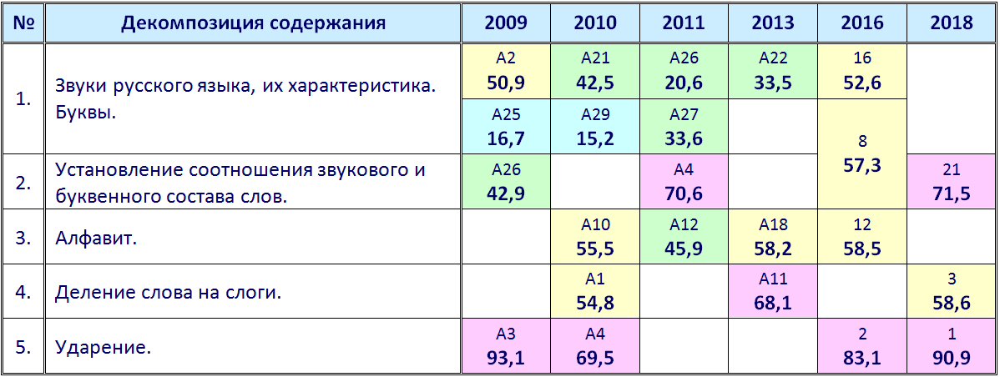 № Декомпозиция содержания 2009 2010 2011 2013 2016 2018
1. Звуки русского языка, их характеристика.
Буквы.
А2 А21 А26 А22 16
50,9 42,5 20,6 33,5 52,6
А25 А29 А27 8
16,7 15,2 33,6 57,3
2. Установление соотношения звукового и
буквенного состава слов.
А26 А4 21
42,9 70,6 71,5
3. Алфавит.
А10 А12 А18 12
55,5 45,9 58,2 58,5
4. Деление слова на слоги.
А1 А11 3
54,8 68,1 58,6
5. Ударение.
А3 А4 2 1
93,1 69,5 83,1 90,9